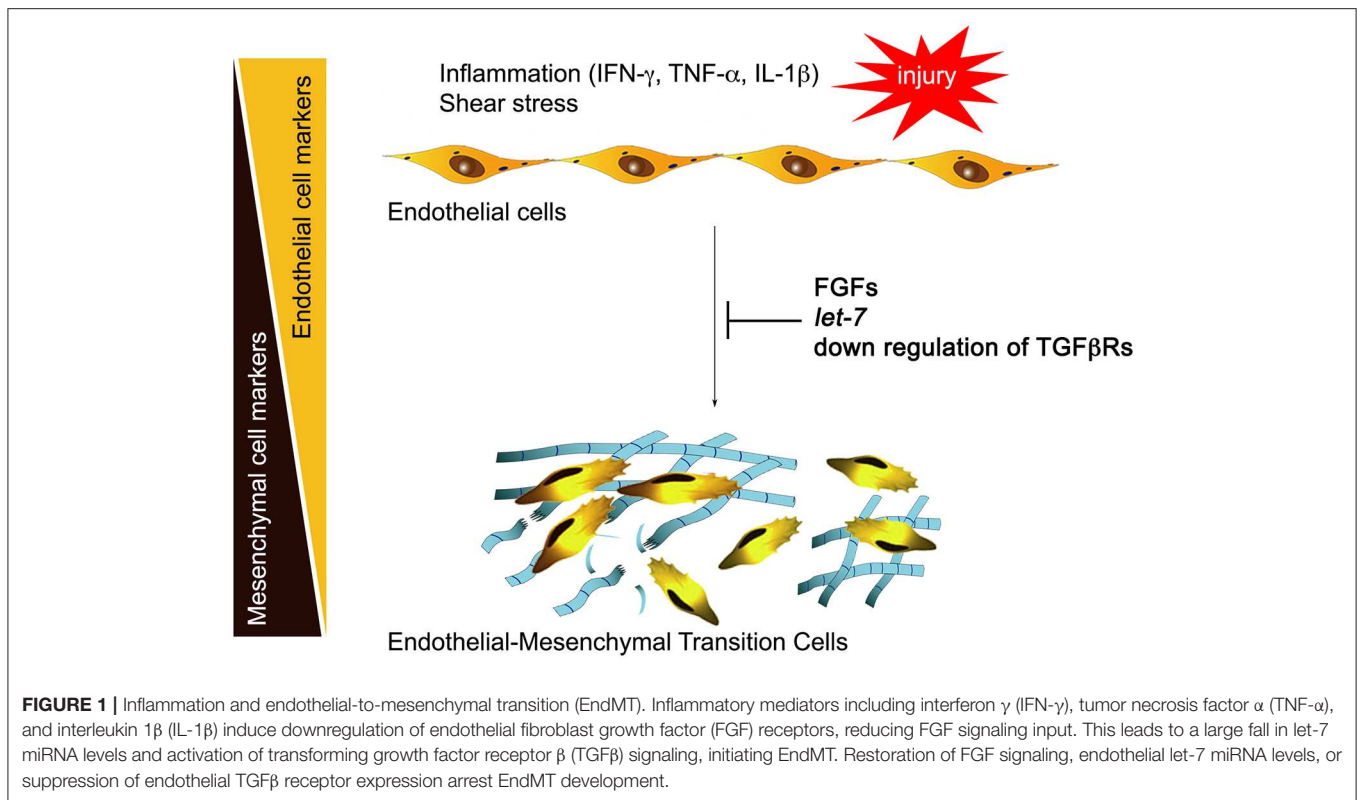 Inflammation (IFN-γ, TNF-α, IL-1β)
Shear stress
injury
Endothelial cell markers
Mesenchymal cell markers
Endothelial cells
FGFs
let-7
down regulation of TGFβRs
Endothelial-Mesenchymal Transition Cells
FIGURE 1 | Inflammation and endothelial-to-mesenchymal transition (EndMT). Inflammatory mediators including interferon γ (IFN-γ), tumor necrosis factor α (TNF-α),
and interleukin 1β (IL-1β) induce downregulation of endothelial fibroblast growth factor (FGF) receptors, reducing FGF signaling input. This leads to a large fall in let-7
miRNA levels and activation of transforming growth factor receptor β (TGFβ) signaling, initiating EndMT. Restoration of FGF signaling, endothelial let-7 miRNA levels, or
suppression of endothelial TGFβ receptor expression arrest EndMT development.